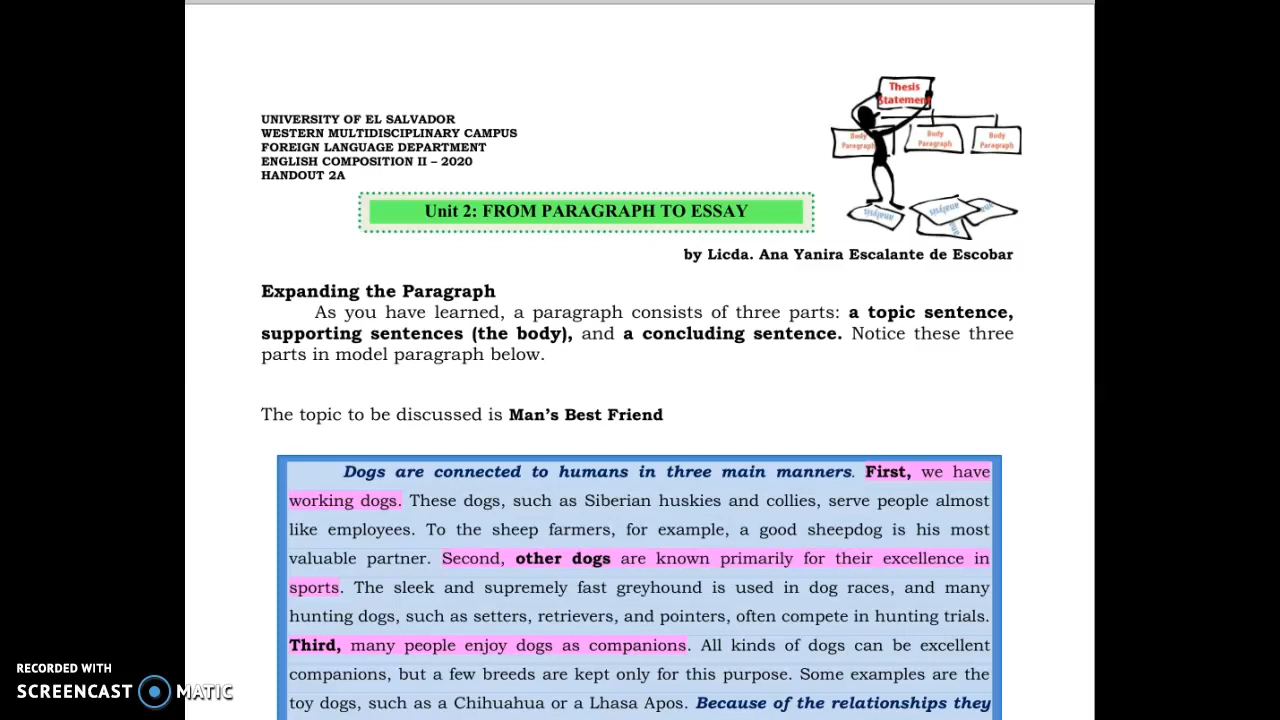 Thesis
Statement
Body
Paragraph
Body
Paragraph
Body
Paragraph
analysis
analysis
UNIVERSITY OF EL SALVADOR
WESTERN MULTIDISCIPLINARY CAMPUS
FOREIGN LANGUAGE DEPARTMENT
ENGLISH COMPOSITION II – 2020
HANDOUT 2A
Unit 2: FROM PARAGRAPH TO ESSAY
by Licda. Ana Yanira Escalante de Escobar
Expanding the Paragraph
As you have learned, a paragraph consists of three parts: a topic sentence,
supporting sentences (the body), and a concluding sentence. Notice these three
parts in model paragraph below.
The topic to be discussed is Man's Best Friend
Dogs are connected to humans in three main manners. First, we have
working dogs. These dogs, such as Siberian huskies and collies, serve people almost
like employees. To the sheep farmers, for example, a good sheepdog is his most
valuable partner. Second, other dogs are known primarily for their excellence in
sports. The sleek and supremely fast greyhound is used in dog races, and many
hunting dogs, such as setters, retrievers, and pointers, often compete in hunting trials.
Third, many people enjoy dogs as companions. All kinds of dogs can be excellent
companions, but a few breeds are kept only for this purpose. Some examples are the
toy dogs, such as a Chihuahua or a Lhasa Apos. Because of the relationships they
RECORDED WITH
SCREENCAST MATIC